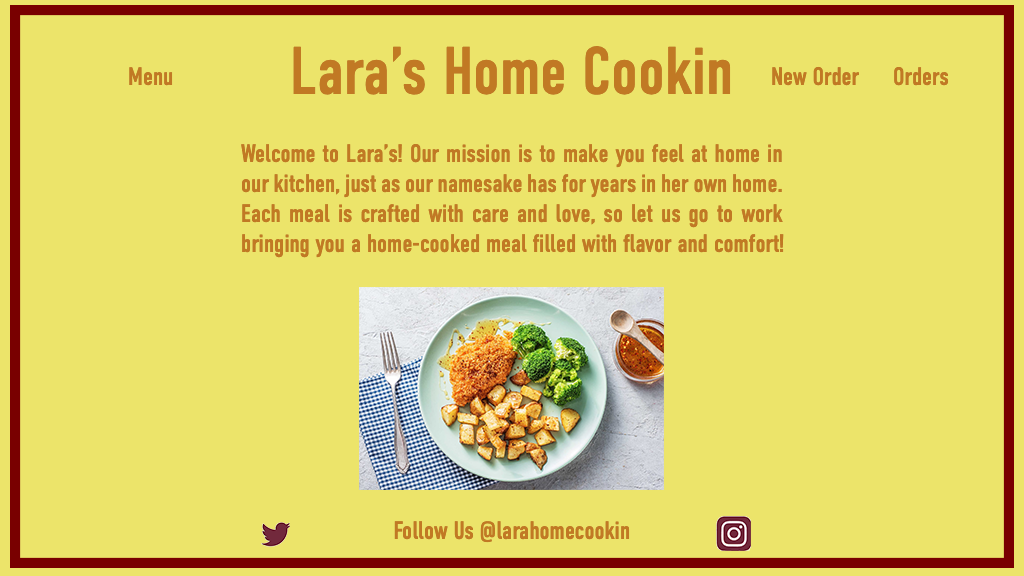 Menu
Lara’s Home Cookin
New Order
Orders
Welcome to Lara’s! Our mission is to make you feel at home in
our kitchen, just as our namesake has for years in her own home.
Each meal is crafted with care and love, so let us go to work
bringing you a home-cooked meal filled with flavor and comfort!
Follow Us @larahomecookin